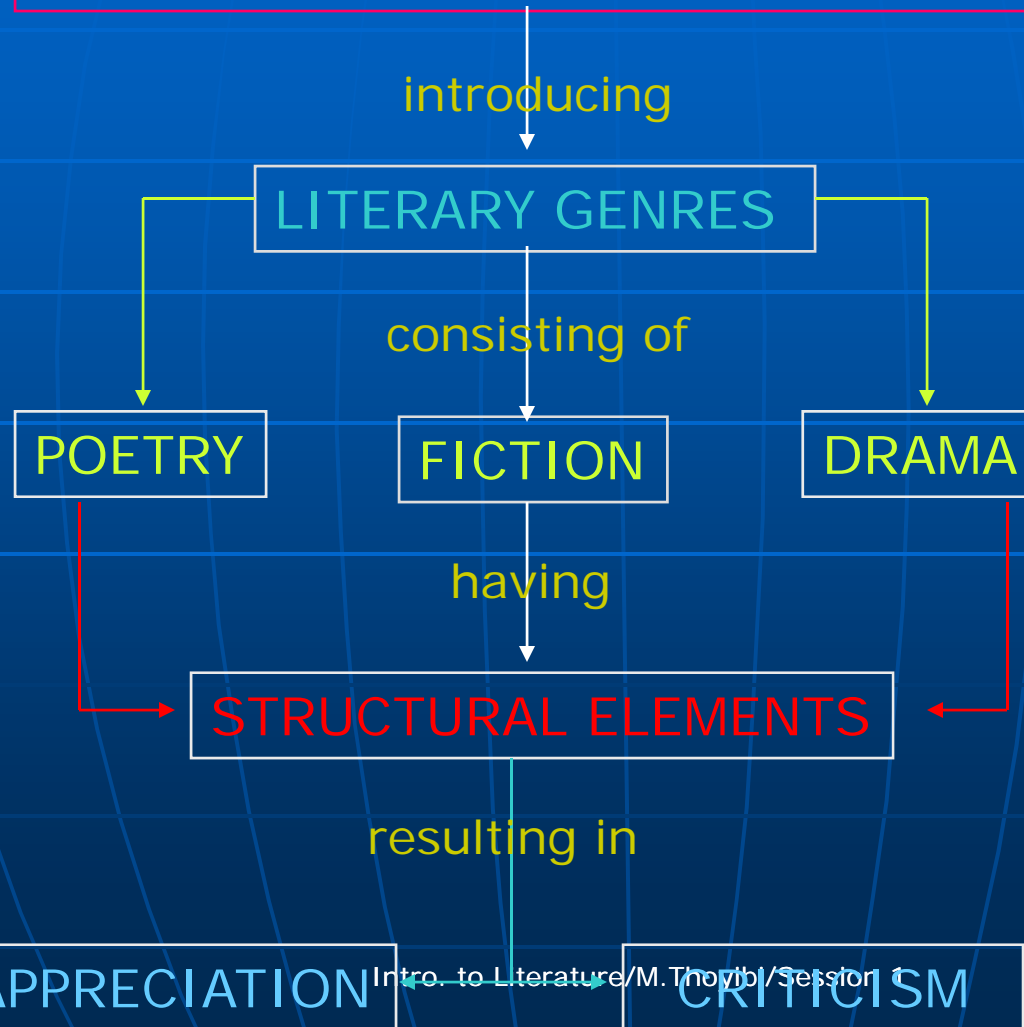 introducing
LITERARY GENRES
consisting of
POETRY FICTION DRAMA
having
STRUCTURAL ELEMENTS
resulting in
PPRECIATION CRITICISM
Intro. to Literature/M.Thoyibi/Session 1